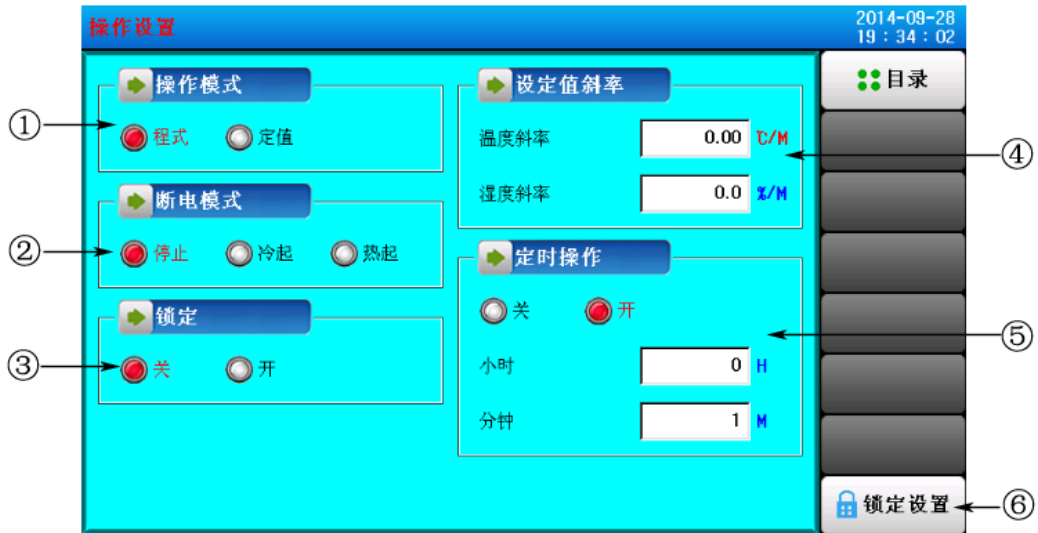 操作设置
2014-09-28
19:34:02
操作模式
程式 定值
断电模式
停止 冷起 热起
锁定
关 开
设定值斜率
温度斜率 0.00 ℃/M
湿度斜率 0.0 %/M
定时操作
关 开
小时 0 H
分钟 1 M
目录
锁定设置
①
②
③
④
⑤
⑥